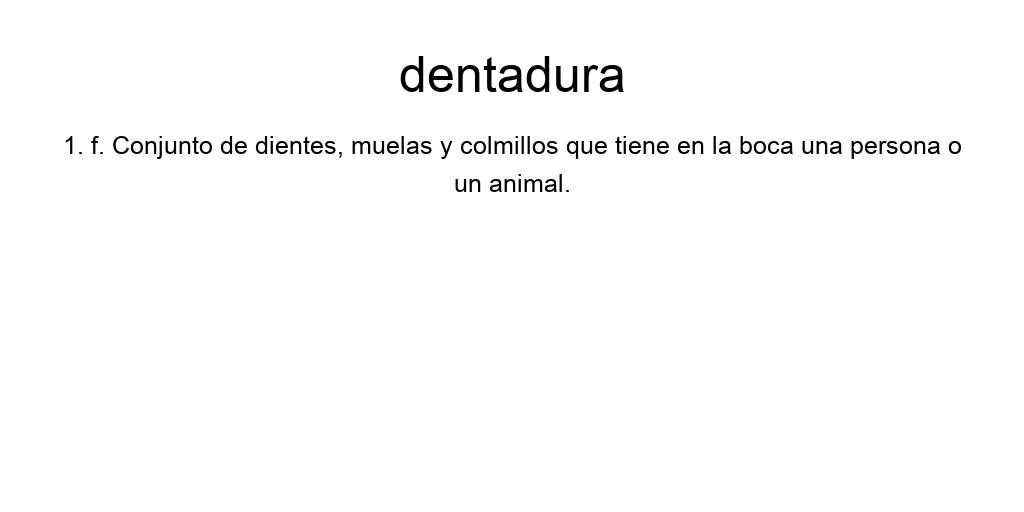 dentadura
1. f. Conjunto de dientes, muelas y colmillos que tiene en la boca una persona o
un animal.